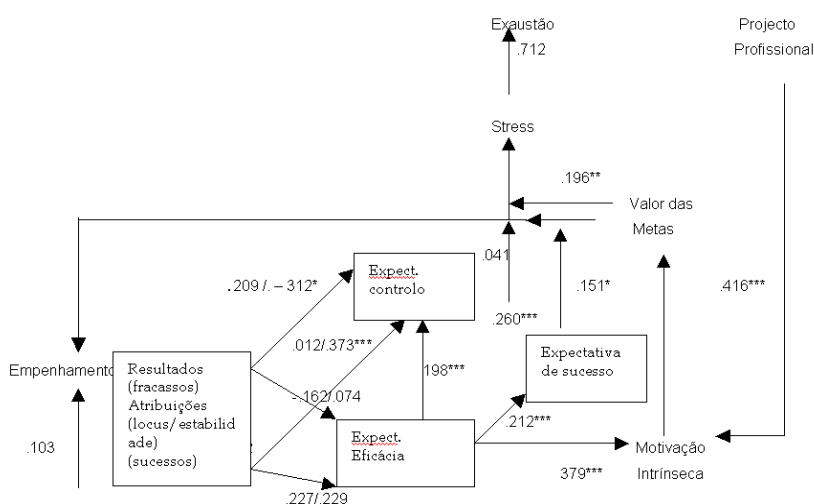 Exaustão
Projecto
Profissional
.712
Stress
.196**
Valor das
Metas
.041
Expect.
controlo
.209 /. – 312*
.151*
.416***
.260***
.012/.373***
Expectativa
de sucesso
Empenhamento
Resultados
(fracassos)
Atribuições
(locus/estabilid
ade)
(sucessos)
198***
-.162/.074
.212***
Expect.
Eficácia
.103
Motivação
Intrínseca
379***
.227/.229